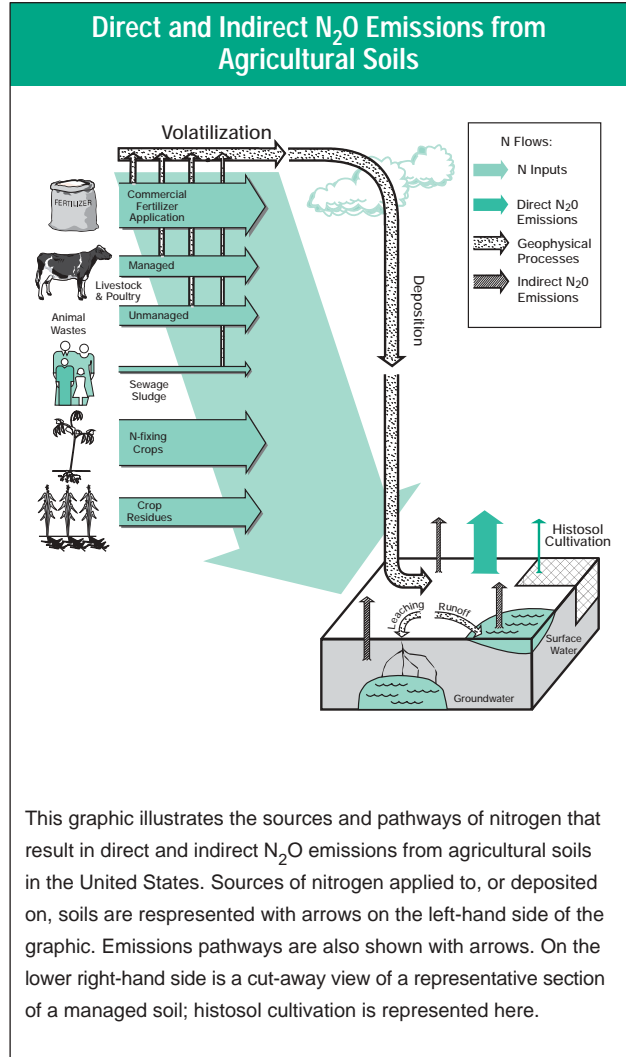 Direct and Indirect N2O Emissions from
Agricultural Soils
Volatilization
N Flows:
N Inputs
Direct N20
Emissions
Geophysical
Processes
Indirect N20
Emissions
FERTILIZER
Commercial
Fertilizer
Application
Managed
Livestock
& Poultry
Unmanaged
Animal
Wastes
Sewage
Sludge
N-fixing
Crops
Crop
Residues
Deposition
Histosol
Cultivation
Leaching
Runoff
Surface
Water
Groundwater
This graphic illustrates the sources and pathways of nitrogen that
result in direct and indirect N2O emissions from agricultural soils
in the United States. Sources of nitrogen applied to, or deposited
on, soils are respresented with arrows on the left-hand side of the
graphic. Emissions pathways are also shown with arrows. On the
lower right-hand side is a cut-away view of a representative section
of a managed soil; histosol cultivation is represented here.